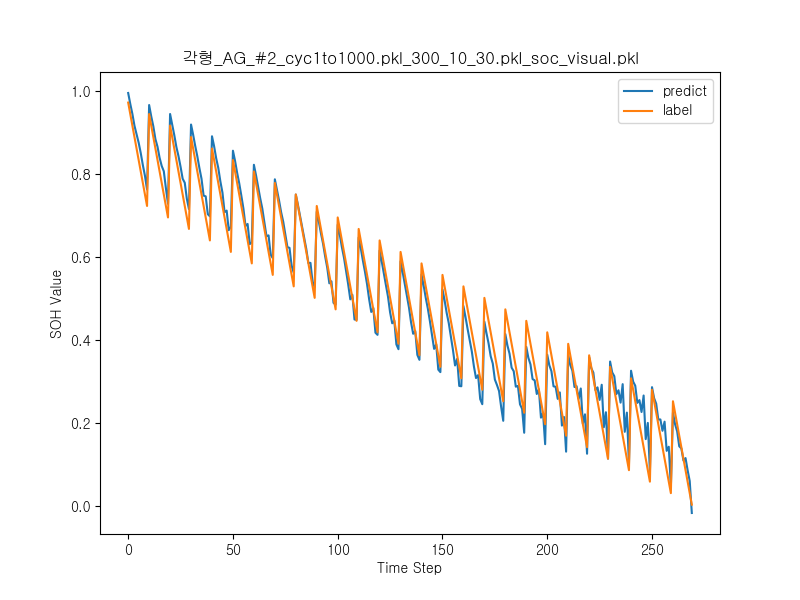 각형_AG_#2_cyc1to1000.pkl_300_10_30.pkl_soc_visual.pkl
predict
label
1.0
0.8
0.6
0.4
0.2
0.0
SOH Value
0
50
100
150
200
250
Time Step